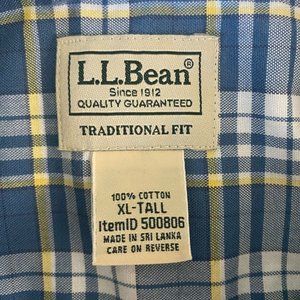 L.L.Bean®
Since 1912
QUALITY GUARANTEED
TRADITIONAL FIT
100% COTTON
XL-TALL
ItemID 500806
MADE IN SRI LANKA
CARE ON REVERSE